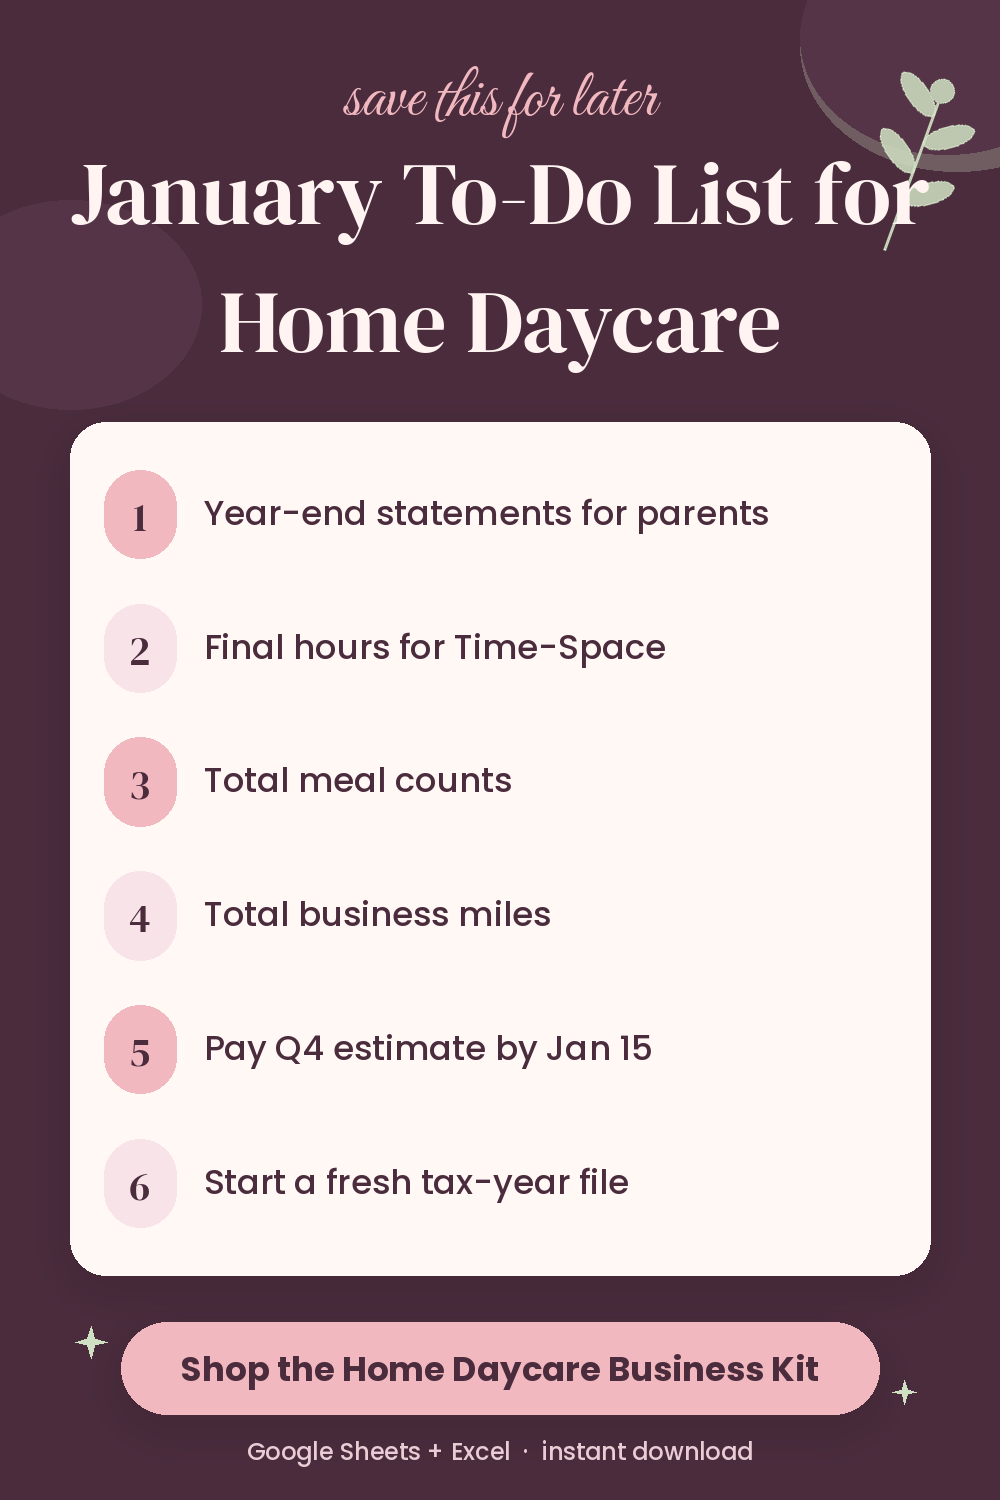 save this for later
January To-Do List for
Home Daycare
1 Year-end statements for parents
2 Final hours for Time-Space
3 Total meal counts
4 Total business miles
5 Pay Q4 estimate by Jan 15
6 Start a fresh tax-year file
Shop the Home Daycare Business Kit
Google Sheets + Excel · instant download